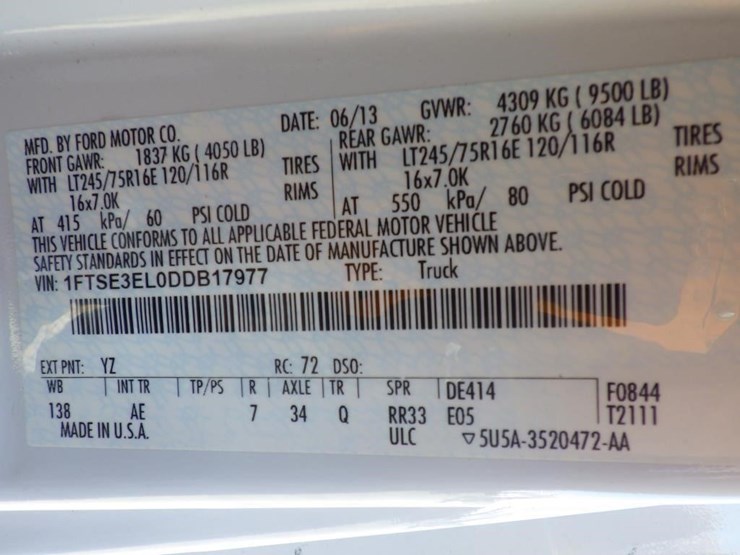 MFD. BY FORD MOTOR CO.
DATE: 06/13 GVWR: 4309 KG ( 9500 LB)
FRONT GAWR: 1837 KG ( 4050 LB)
WITH LT245/75R16E 120/116R TIRES
16x7.0K RIMS
AT 415 kPa/ 60 PSI COLD
REAR GAWR: 2760 KG ( 6084 LB)
WITH LT245/75R16E 120/116R TIRES
16x7.0K RIMS
AT 550 kPa/ 80 PSI COLD
THIS VEHICLE CONFORMS TO ALL APPLICABLE FEDERAL MOTOR VEHICLE
SAFETY STANDARDS IN EFFECT ON THE DATE OF MANUFACTURE SHOWN ABOVE.
VIN: 1FTSE3EL0DDB17977 TYPE: Truck
EXT PNT: YZ RC: 72 DSO:
WB | INT TR | TP/PS | R | AXLE | TR | SPR DE414 F0844
138 AE 7 34 Q RR33 E05 T2111
MADE IN U.S.A. ULC ▽5U5A-3520472-AA